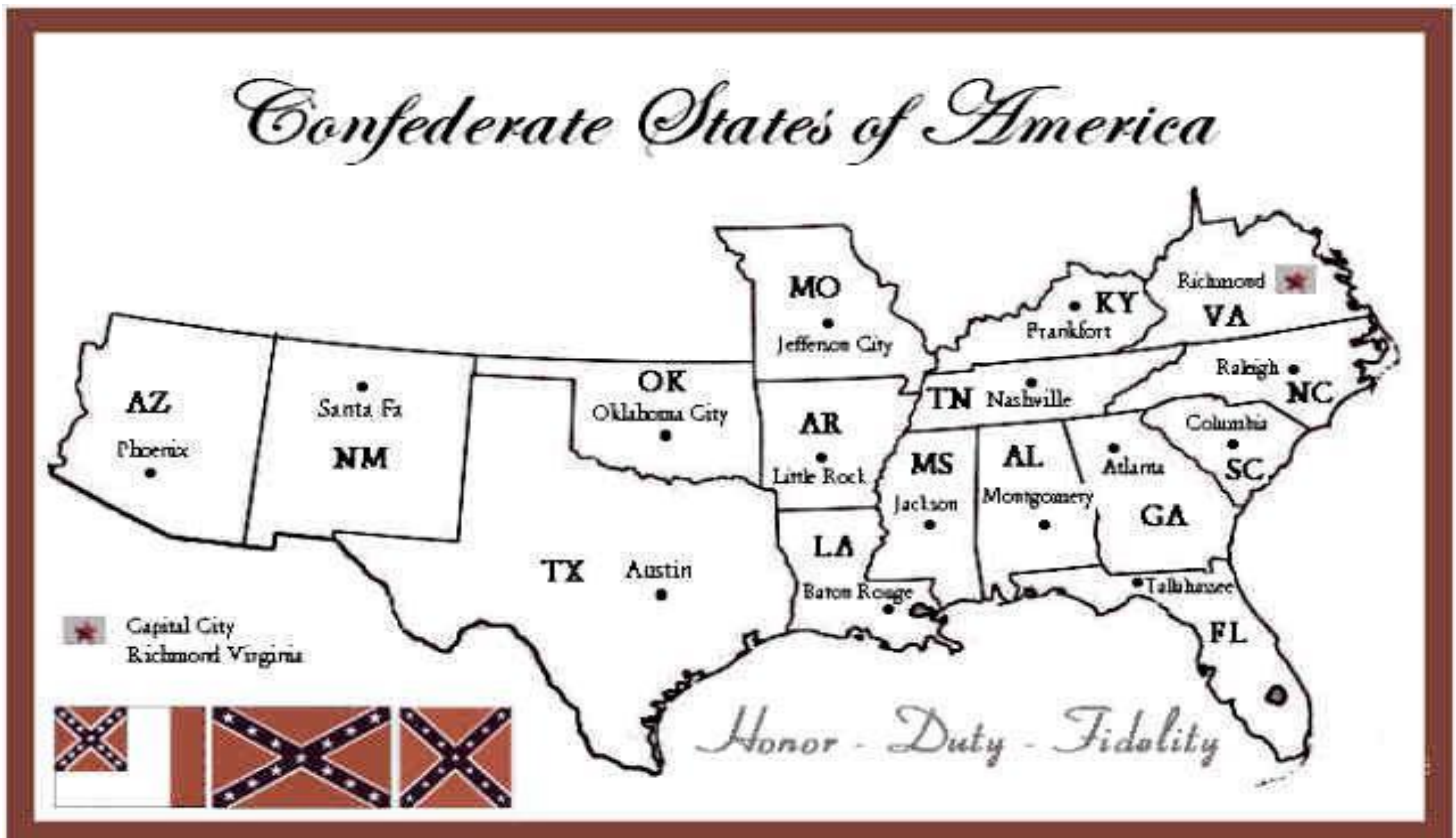 Confederate States of America
MO
Jefferson City
Richmond
VA
KY
Frankfort
AZ
Phoenix
Santa Fa
NM
OK
Oklahoma City
AR
Little Rock
TN Nashville
Raleigh
NC
Columbia
SC
MS
Jackson
AL
Montgomery
Atlanta
GA
TX Austin
LA
Baton Rouge
Tallahassee
FL
Capital City
Richmond Virginia
Honor - Duty - Fidelity